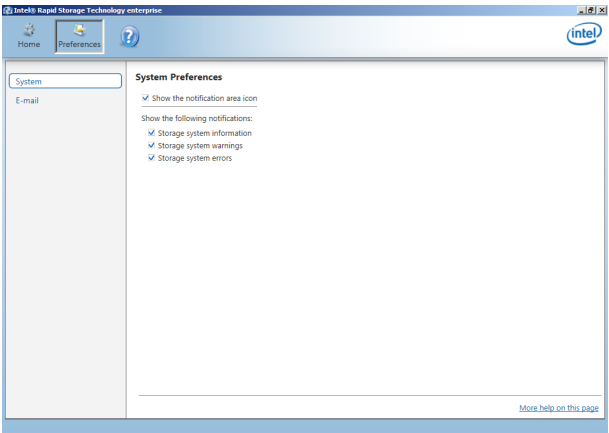 Intel® Rapid Storage Technology enterprise
Home
Preferences
?
intel
System
E-mail
System Preferences
Show the notification area icon
Show the following notifications:
Storage system information
Storage system warnings
Storage system errors
More help on this page